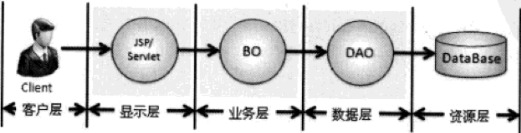 JSP/
Servlet
BO
DAO
DataBase
Client
客户层
显示层
业务层
数据层
资源层